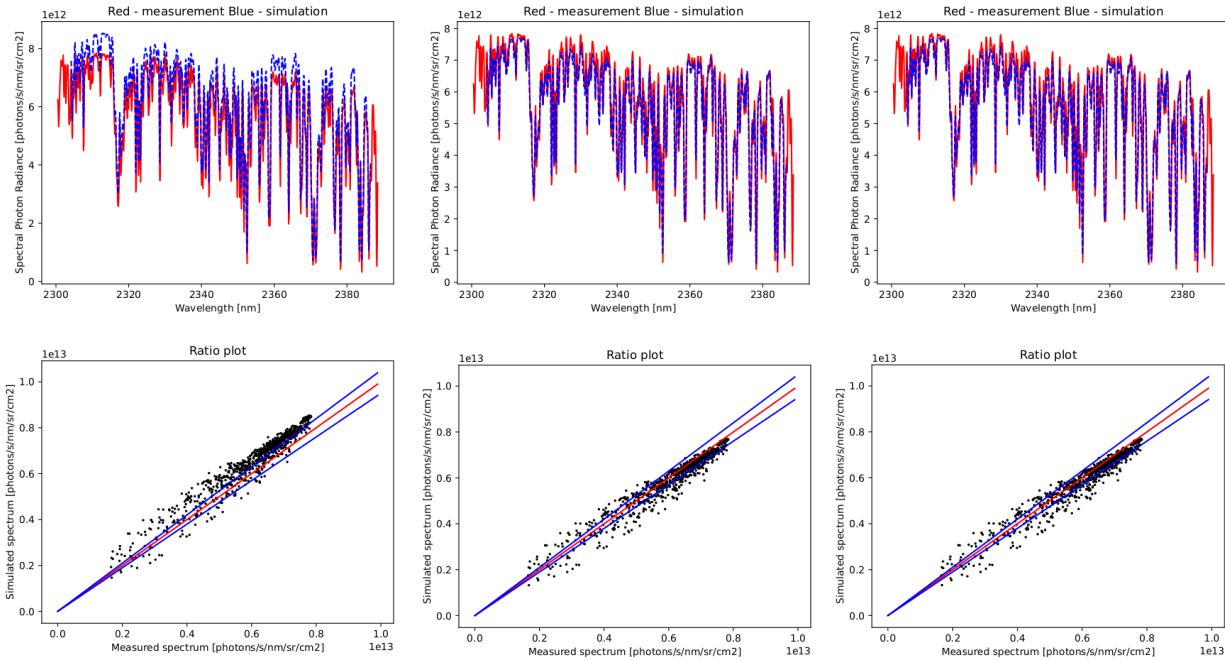 Red - measurement Blue - simulation
1e12
Spectral Photon Radiance [photons/s/nm/sr/cm2]
8
6
4
2
0
2300 2320 2340 2360 2380
Wavelength [nm]
Red - measurement Blue - simulation
1e12
Spectral Photon Radiance [photons/s/nm/sr/cm2]
8
7
6
5
4
3
2
1
0
2300 2320 2340 2360 2380
Wavelength [nm]
Red - measurement Blue - simulation
1e12
Spectral Photon Radiance [photons/s/nm/sr/cm2]
8
7
6
5
4
3
2
1
0
2300 2320 2340 2360 2380
Wavelength [nm]
Ratio plot
1e13
Simulated spectrum [photons/s/nm/sr/cm2]
1.0
0.8
0.6
0.4
0.2
0.0
0.0 0.2 0.4 0.6 0.8 1.0
Measured spectrum [photons/s/nm/sr/cm2]
1e13
Ratio plot
1e13
Simulated spectrum [photons/s/nm/sr/cm2]
1.0
0.8
0.6
0.4
0.2
0.0
0.0 0.2 0.4 0.6 0.8 1.0
Measured spectrum [photons/s/nm/sr/cm2]
1e13
Ratio plot
1e13
Simulated spectrum [photons/s/nm/sr/cm2]
1.0
0.8
0.6
0.4
0.2
0.0
0.0 0.2 0.4 0.6 0.8 1.0
Measured spectrum [photons/s/nm/sr/cm2]
1e13